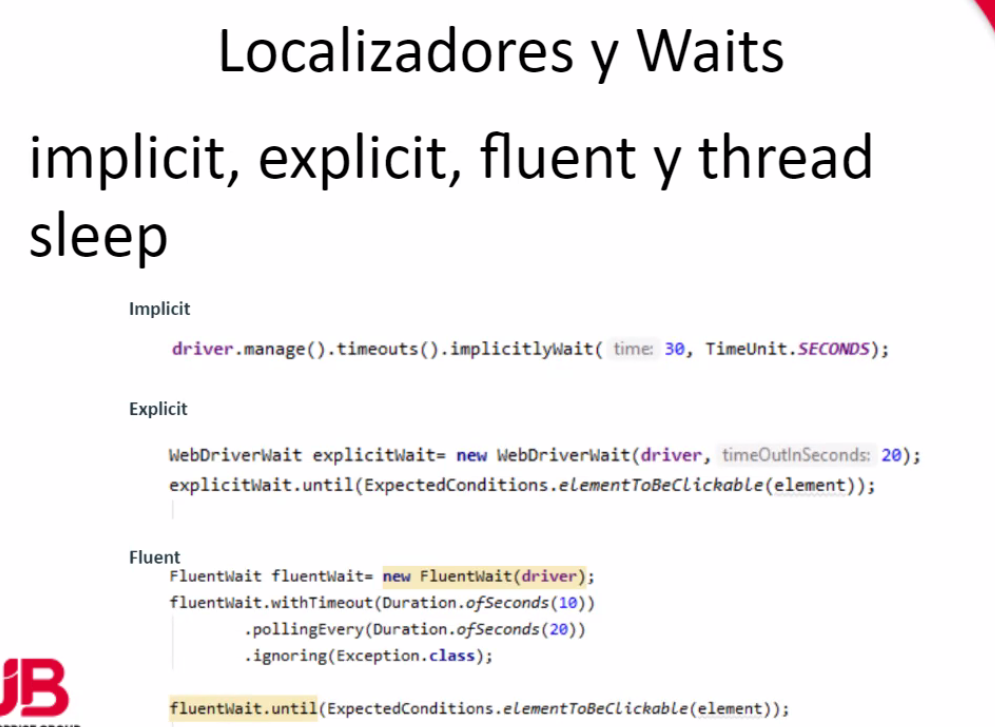 Localizadores y Waits
implicit, explicit, fluent y thread
sleep
Implicit
driver.manage().timeouts().implicitlyWait( time: 30, TimeUnit.SECONDS);
Explicit
WebDriverWait explicitWait= new WebDriverWait(driver, timeOutInSeconds: 20);
explicitWait.until(ExpectedConditions.elementToBeClickable(element));
Fluent
FluentWait fluentWait= new FluentWait(driver);
fluentWait.withTimeout(Duration.ofSeconds(10))
.pollingEvery(Duration.ofSeconds(20))
.ignoring(Exception.class);
JB
fluentWait.until(ExpectedConditions.elementToBeClickable(element));